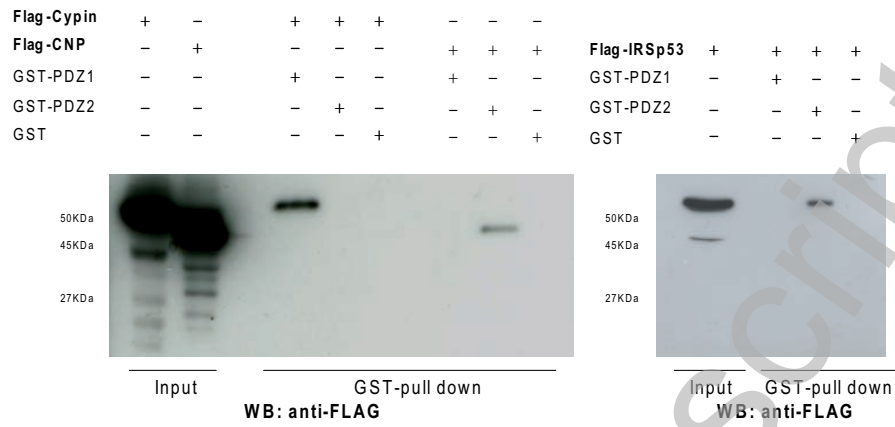 Flag-Cypin + – + + + – – –
Flag-CNP – + – – – + + +
GST-PDZ1 – – + – – + – –
GST-PDZ2 – – – + – – + –
GST – – – – + – – +
50KDa
45KDa
27KDa
Input GST-pull down
WB: anti-FLAG
Flag-IRSp53 + + + +
GST-PDZ1 – + – –
GST-PDZ2 – – + –
GST – – – +
50KDa
45KDa
27KDa
Input GST-pull down
WB: anti-FLAG
script